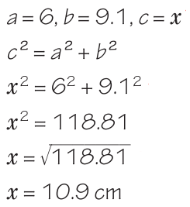 a = 6, b = 9.1, c = x
c² = a² + b²
x² = 6² + 9.1²
x² = 118.81
x = √118.81
x = 10.9 cm